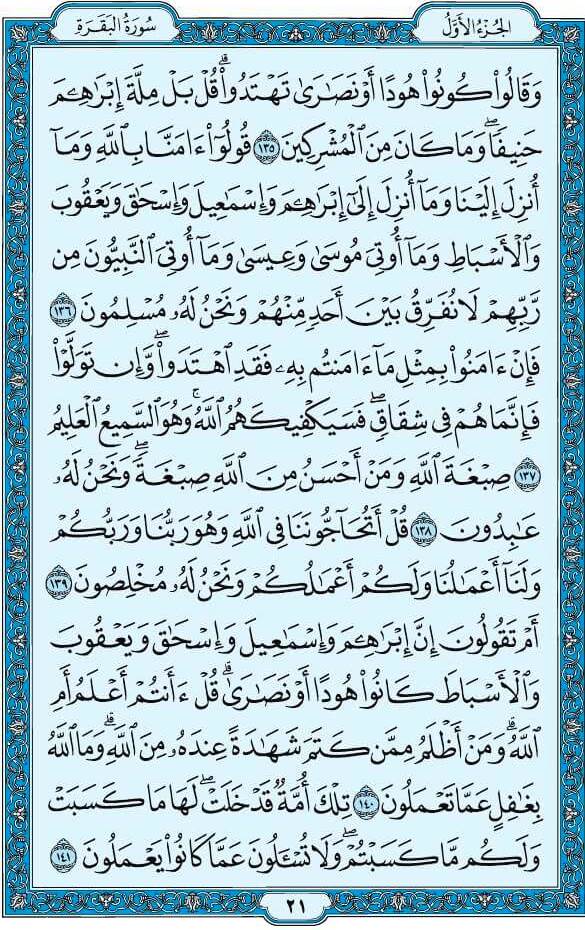 الجُزْءُ الأَوَّلُ
سُورَةُ البَقَرَةِ
وَقَالُوا۟ كُونُوا۟ هُودًا أَوْ نَصَـٰرَىٰ تَهْتَدُوا۟ ۗ قُلْ بَلْ مِلَّةَ إِبْرَٰهِـۧمَ
حَنِيفًا ۖ وَمَا كَانَ مِنَ ٱلْمُشْرِكِينَ ١٣٥ قُولُوٓا۟ ءَامَنَّا بِٱللَّهِ وَمَآ
أُنزِلَ إِلَيْنَا وَمَآ أُنزِلَ إِلَىٰٓ إِبْرَٰهِـۧمَ وَإِسْمَـٰعِيلَ وَإِسْحَـٰقَ وَيَعْقُوبَ
وَٱلْأَسْبَاطِ وَمَآ أُوتِىَ مُوسَىٰ وَعِيسَىٰ وَمَآ أُوتِىَ ٱلنَّبِيُّونَ مِن
رَّبِّهِمْ لَا نُفَرِّقُ بَيْنَ أَحَدٍ مِّنْهُمْ وَنَحْنُ لَهُۥ مُسْلِمُونَ ١٣٦
فَإِنْ ءَامَنُوا۟ بِمِثْلِ مَآ ءَامَنتُم بِهِۦ فَقَدِ ٱهْتَدَوا۟ ۖ وَّإِن تَوَلَّوْا۟
فَإِنَّمَا هُمْ فِى شِقَاقٍ ۖ فَسَيَكْفِيكَهُمُ ٱللَّهُ ۚ وَهُوَ ٱلسَّمِيعُ ٱلْعَلِيمُ
١٣٧ صِبْغَةَ ٱللَّهِ ۖ وَمَنْ أَحْسَنُ مِنَ ٱللَّهِ صِبْغَةً ۖ وَنَحْنُ لَهُۥ
عَـٰبِدُونَ ١٣٨ قُلْ أَتُحَآجُّونَنَا فِى ٱللَّهِ وَهُوَ رَبُّنَا وَرَبُّكُمْ
وَلَنَآ أَعْمَـٰلُنَا وَلَكُمْ أَعْمَـٰلُكُمْ وَنَحْنُ لَهُۥ مُخْلِصُونَ ١٣٩
أَمْ تَقُولُونَ إِنَّ إِبْرَٰهِـۧمَ وَإِسْمَـٰعِيلَ وَإِسْحَـٰقَ وَيَعْقُوبَ
وَٱلْأَسْبَاطَ كَانُوا۟ هُودًا أَوْ نَصَـٰرَىٰ ۗ قُلْ ءَأَنتُمْ أَعْلَمُ أَمِ
ٱللَّهُ ۗ وَمَنْ أَظْلَمُ مِمَّن كَتَمَ شَهَـٰدَةً عِندَهُۥ مِنَ ٱللَّهِ ۗ وَمَا ٱللَّهُ
بِغَـٰفِلٍ عَمَّا تَعْمَلُونَ ١٤٠ تِلْكَ أُمَّةٌ قَدْ خَلَتْ ۖ لَهَا مَا كَسَبَتْ
وَلَكُم مَّا كَسَبْتُمْ ۖ وَلَا تُسْـَٔلُونَ عَمَّا كَانُوا۟ يَعْمَلُونَ ١٤١
٢١